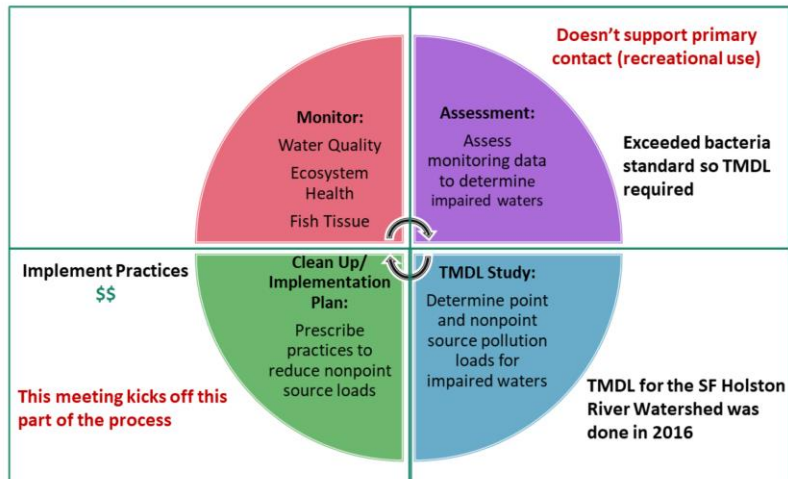 Monitor:
Water Quality
Ecosystem
Health
Fish Tissue
Assessment:
Assess
monitoring data
to determine
impaired waters
Doesn't support primary
contact (recreational use)
Exceeded bacteria
standard so TMDL
required
Implement Practices
$$
This meeting kicks off this
part of the process
Clean Up/
Implementation
Plan:
Prescribe
practices to
reduce nonpoint
source loads
TMDL Study:
Determine point
and nonpoint
source pollution
loads for
impaired waters
TMDL for the SF Holston
River Watershed was
done in 2016